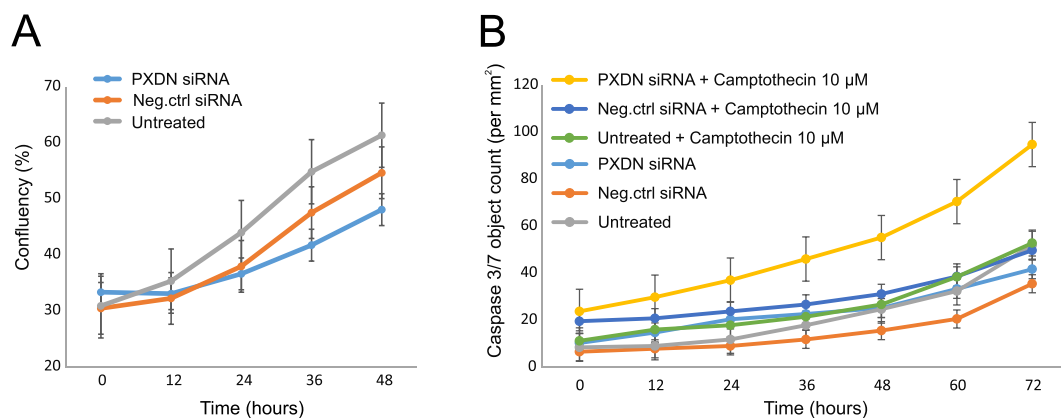 A
PXDN siRNA
Neg.ctrl siRNA
Untreated
70
60
50
40
30
20
Confluency (%)
0 12 24 36 48
Time (hours)
B
PXDN siRNA + Camptothecin 10 µM
Neg.ctrl siRNA + Camptothecin 10 µM
Untreated + Camptothecin 10 µM
PXDN siRNA
Neg.ctrl siRNA
Untreated
120
100
80
60
40
20
0
Caspase 3/7 object count (per mm²)
0 12 24 36 48 60 72
Time (hours)